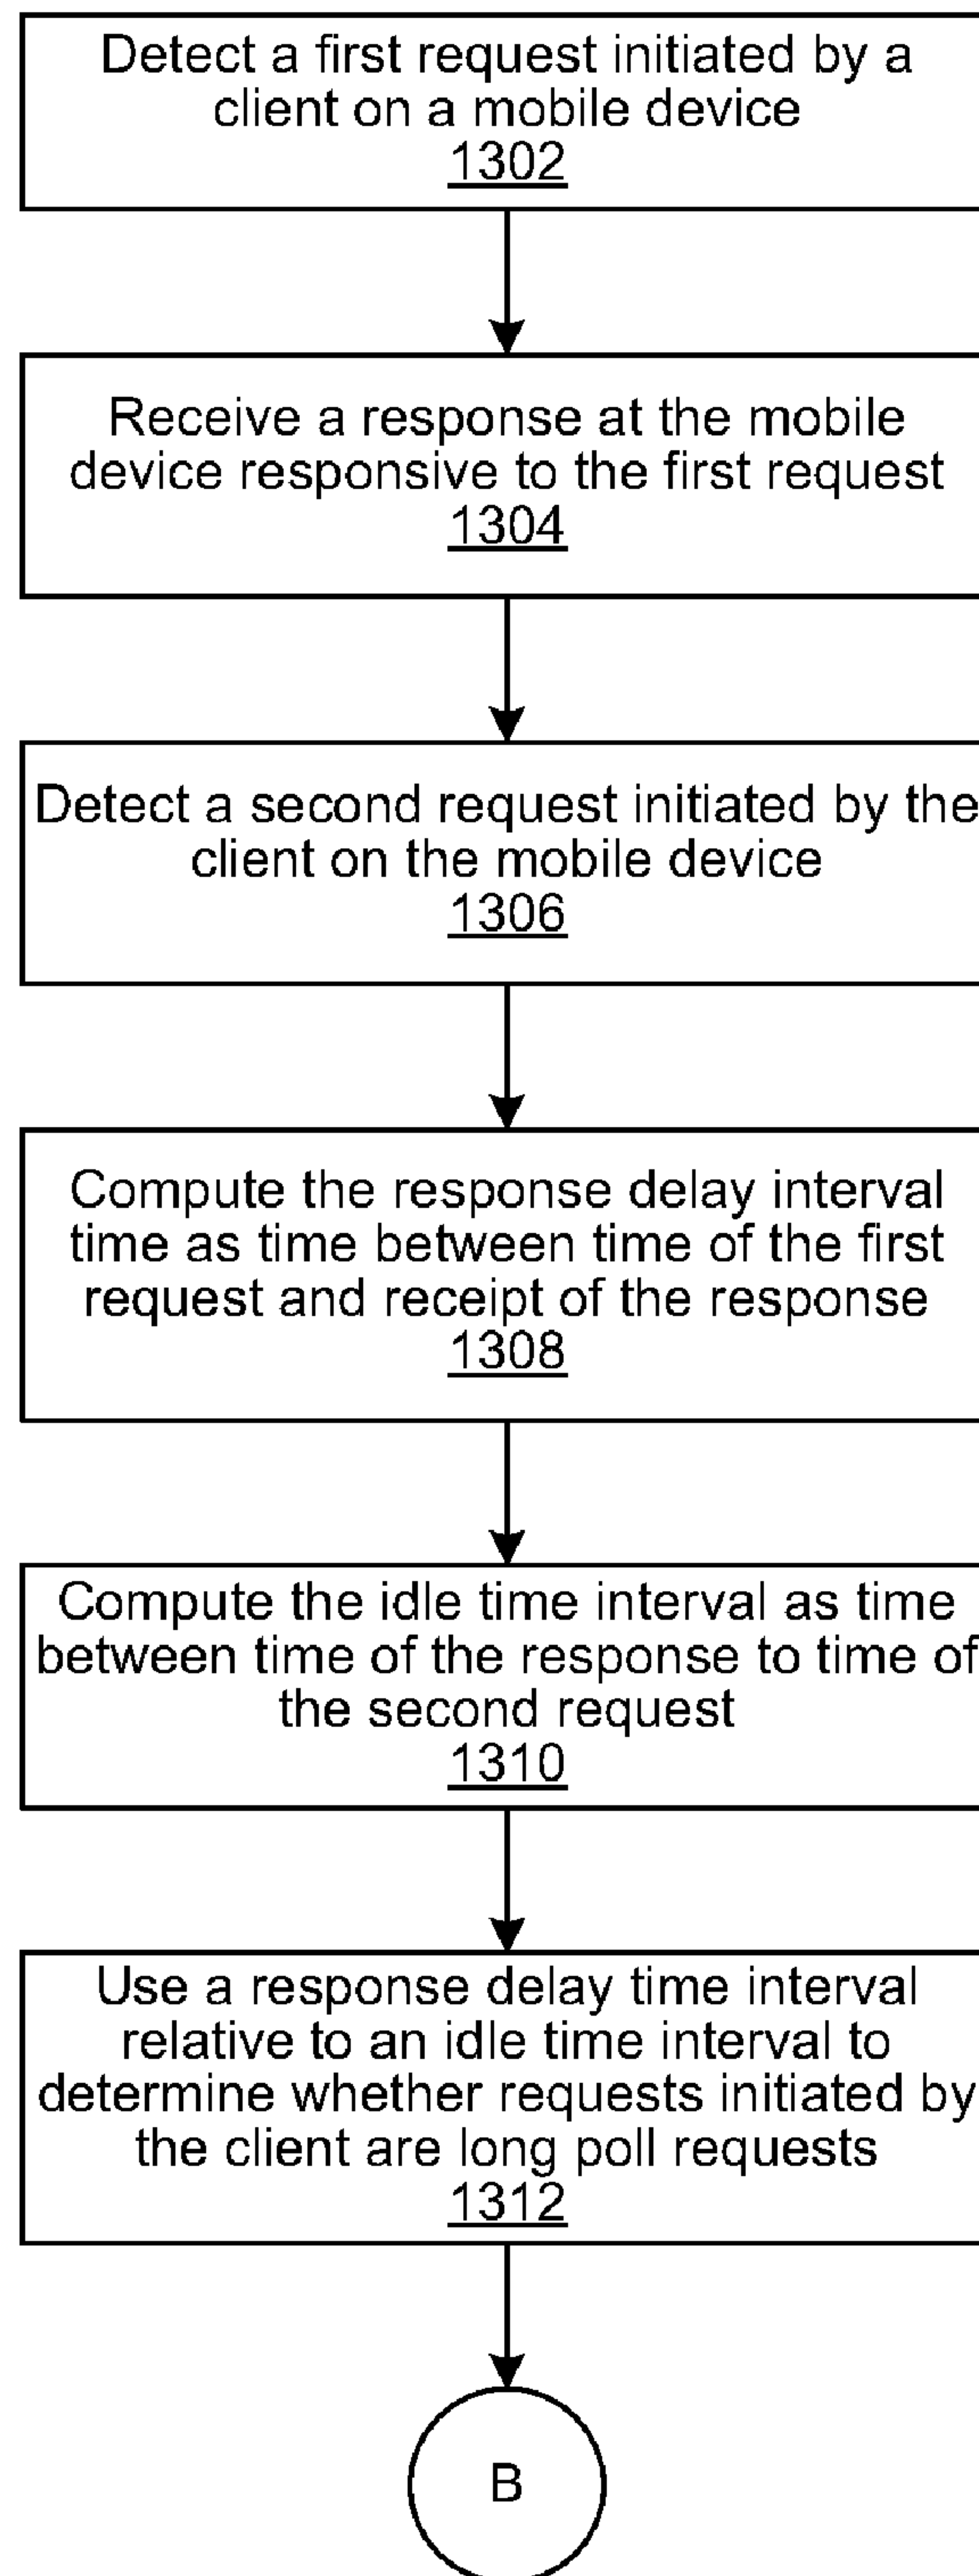 Detect a first request initiated by a
client on a mobile device
1302
Receive a response at the mobile
device responsive to the first request
1304
Detect a second request initiated by the
client on the mobile device
1306
Compute the response delay interval
time as time between time of the first
request and receipt of the response
1308
Compute the idle time interval as time
between time of the response to time of
the second request
1310
Use a response delay time interval
relative to an idle time interval to
determine whether requests initiated by
the client are long poll requests
1312
B